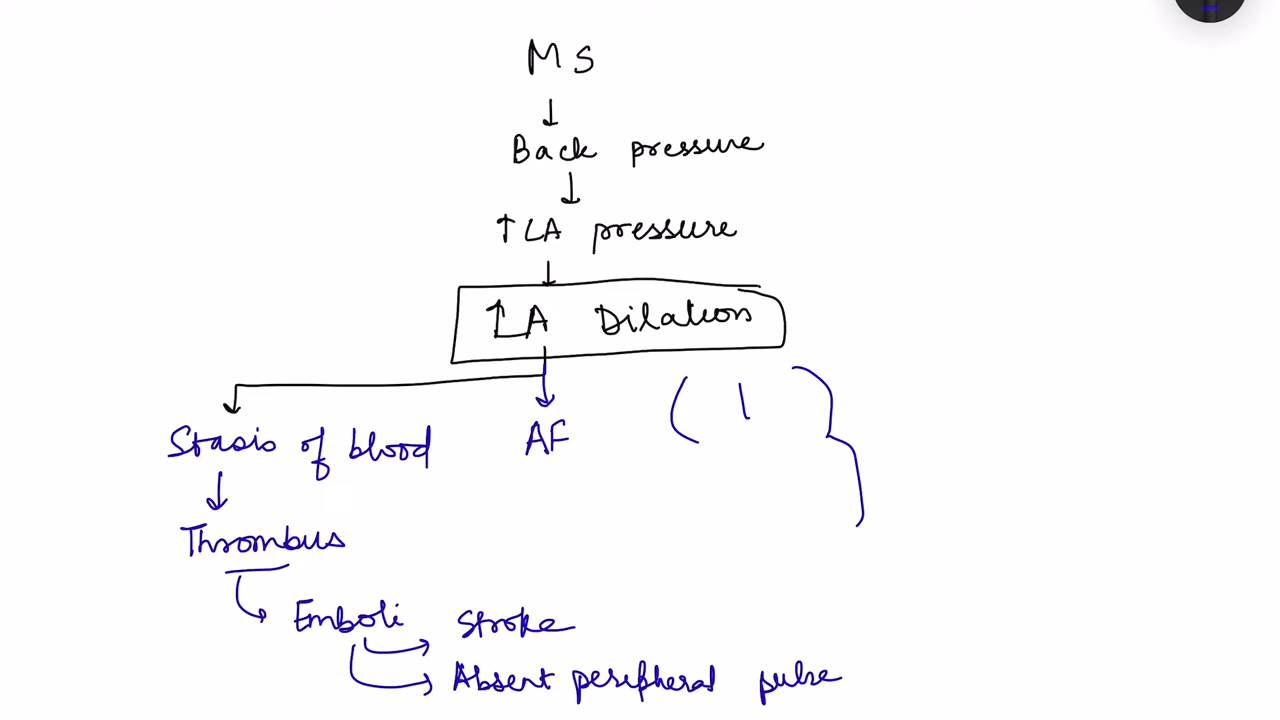 MS
↓
Back pressure
↓
↑LA pressure
↓
↑LA Dilation
Stasis of blood AF
↓
Thrombus
Emboli stroke
Absent peripheral pulse